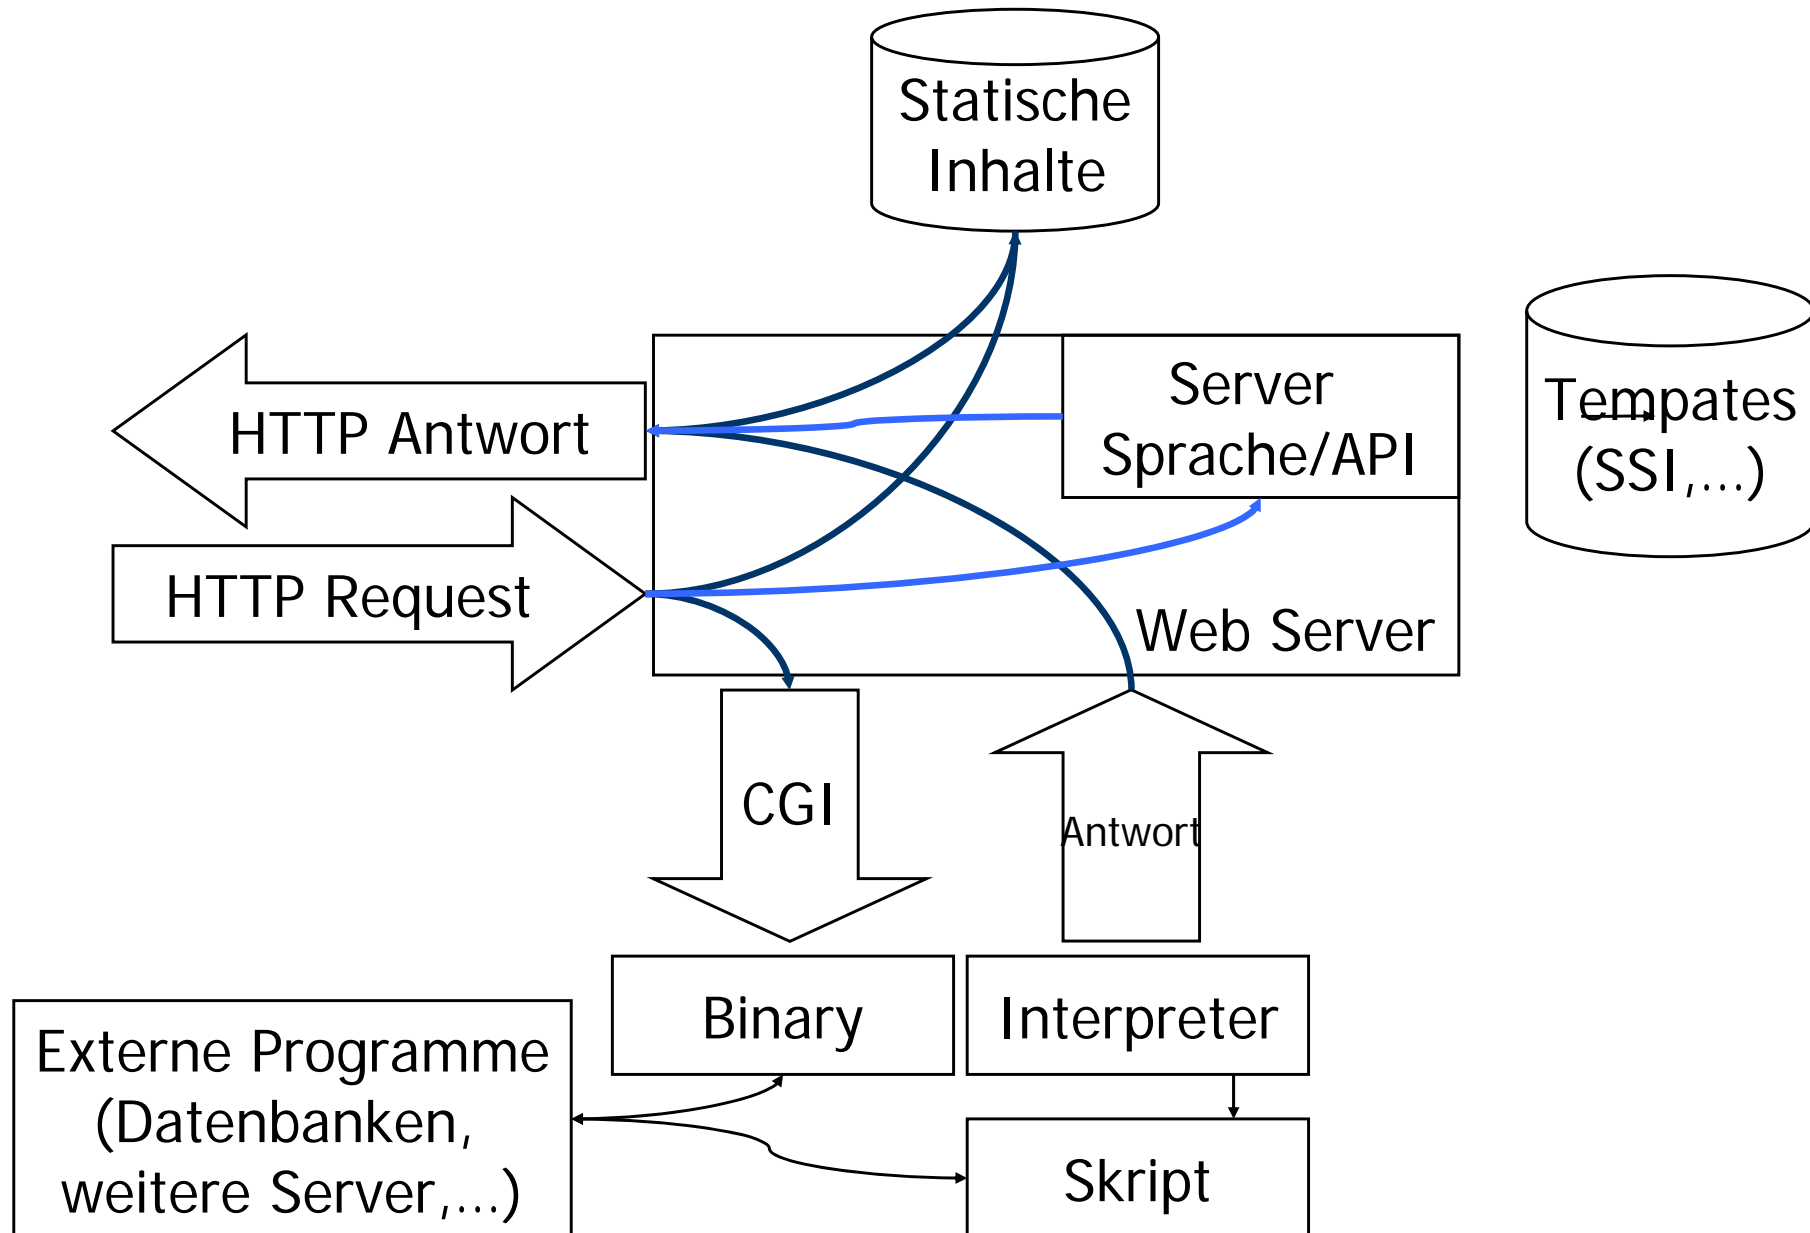 Statische
Inhalte
Server
Sprache/API
Tempates
(SSI,...)
HTTP Antwort
HTTP Request
Web Server
CGI
Antwort
Binary
Interpreter
Externe Programme
(Datenbanken,
weitere Server,...)
Skript